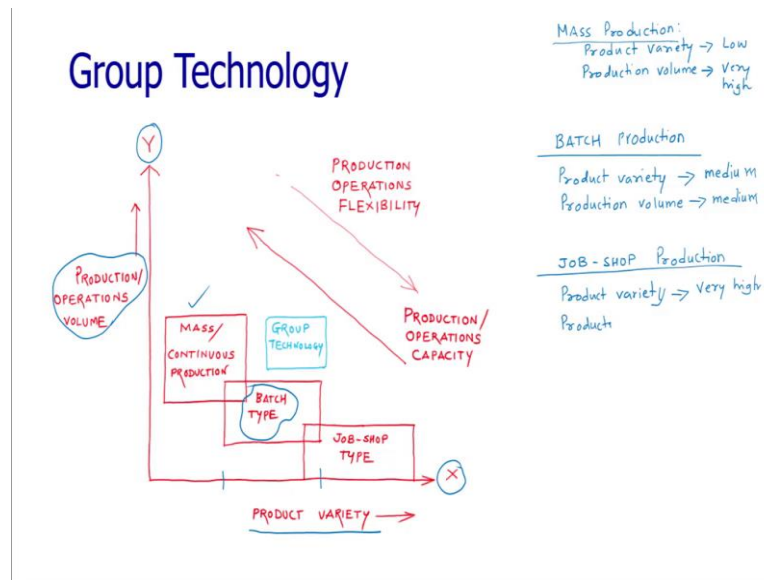 Group Technology
MASS Production:
Product variety → Low
Production volume → very
high
BATCH Production
Product variety → medium
Production volume → medium
JOB-SHOP Production
Product variety → very high
Product
Y
PRODUCTION/
OPERATIONS
VOLUME
PRODUCTION
OPERATIONS
FLEXIBILITY
PRODUCTION/
OPERATIONS
CAPACITY
MASS/
CONTINUOUS
PRODUCTION
GROUP
TECHNOLOGY
BATCH
TYPE
JOB-SHOP
TYPE
X
PRODUCT VARIETY →